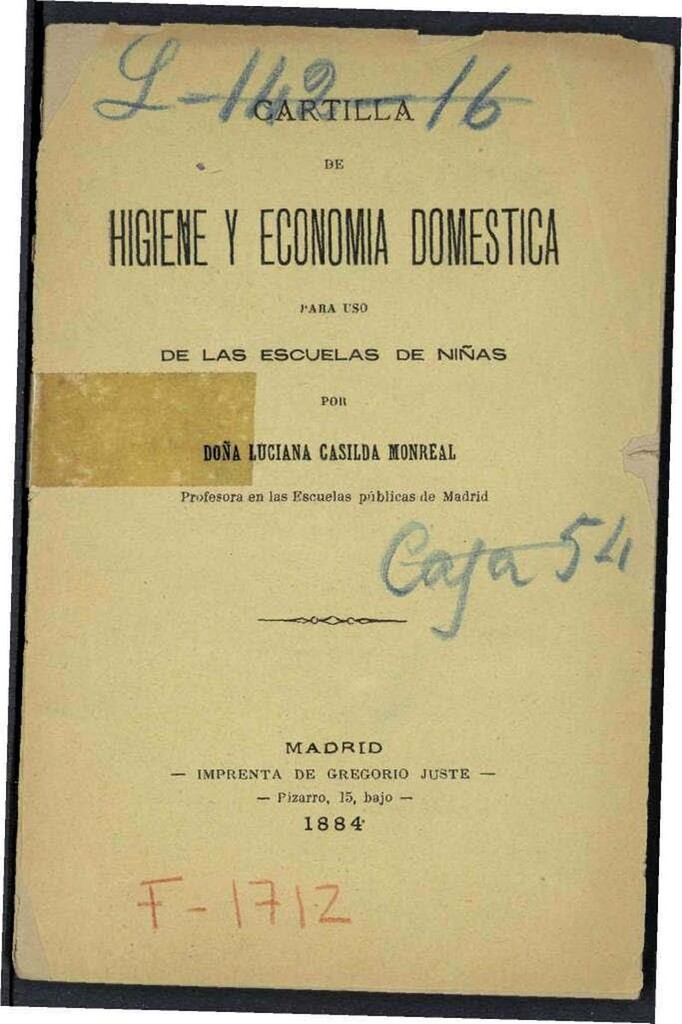 L-142-16
CARTILLA
DE
HIGIENE Y ECONOMIA DOMESTICA
PARA USO
DE LAS ESCUELAS DE NIÑAS
POR
DOÑA LUCIANA CASILDA MONREAL
Profesora en las Escuelas públicas de Madrid
Caja 54
MADRID
— IMPRENTA DE GREGORIO JUSTE —
— Pizarro, 15, bajo —
1884
F-1712